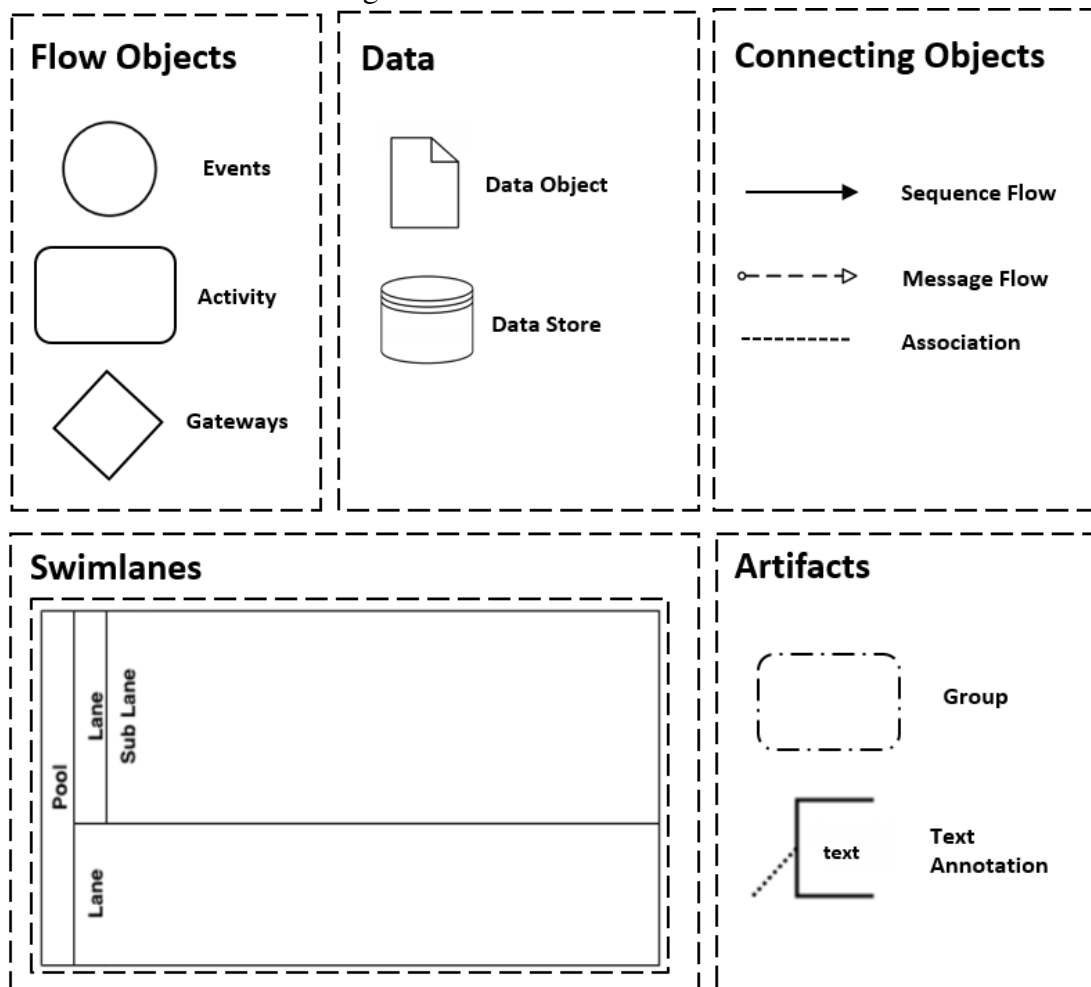 Flow Objects
Events
Activity
Gateways
Data
Data Object
Data Store
Connecting Objects
Sequence Flow
Message Flow
Association
Swimlanes
Pool
Lane
Sub Lane
Lane
Artifacts
Group
text
Text
Annotation